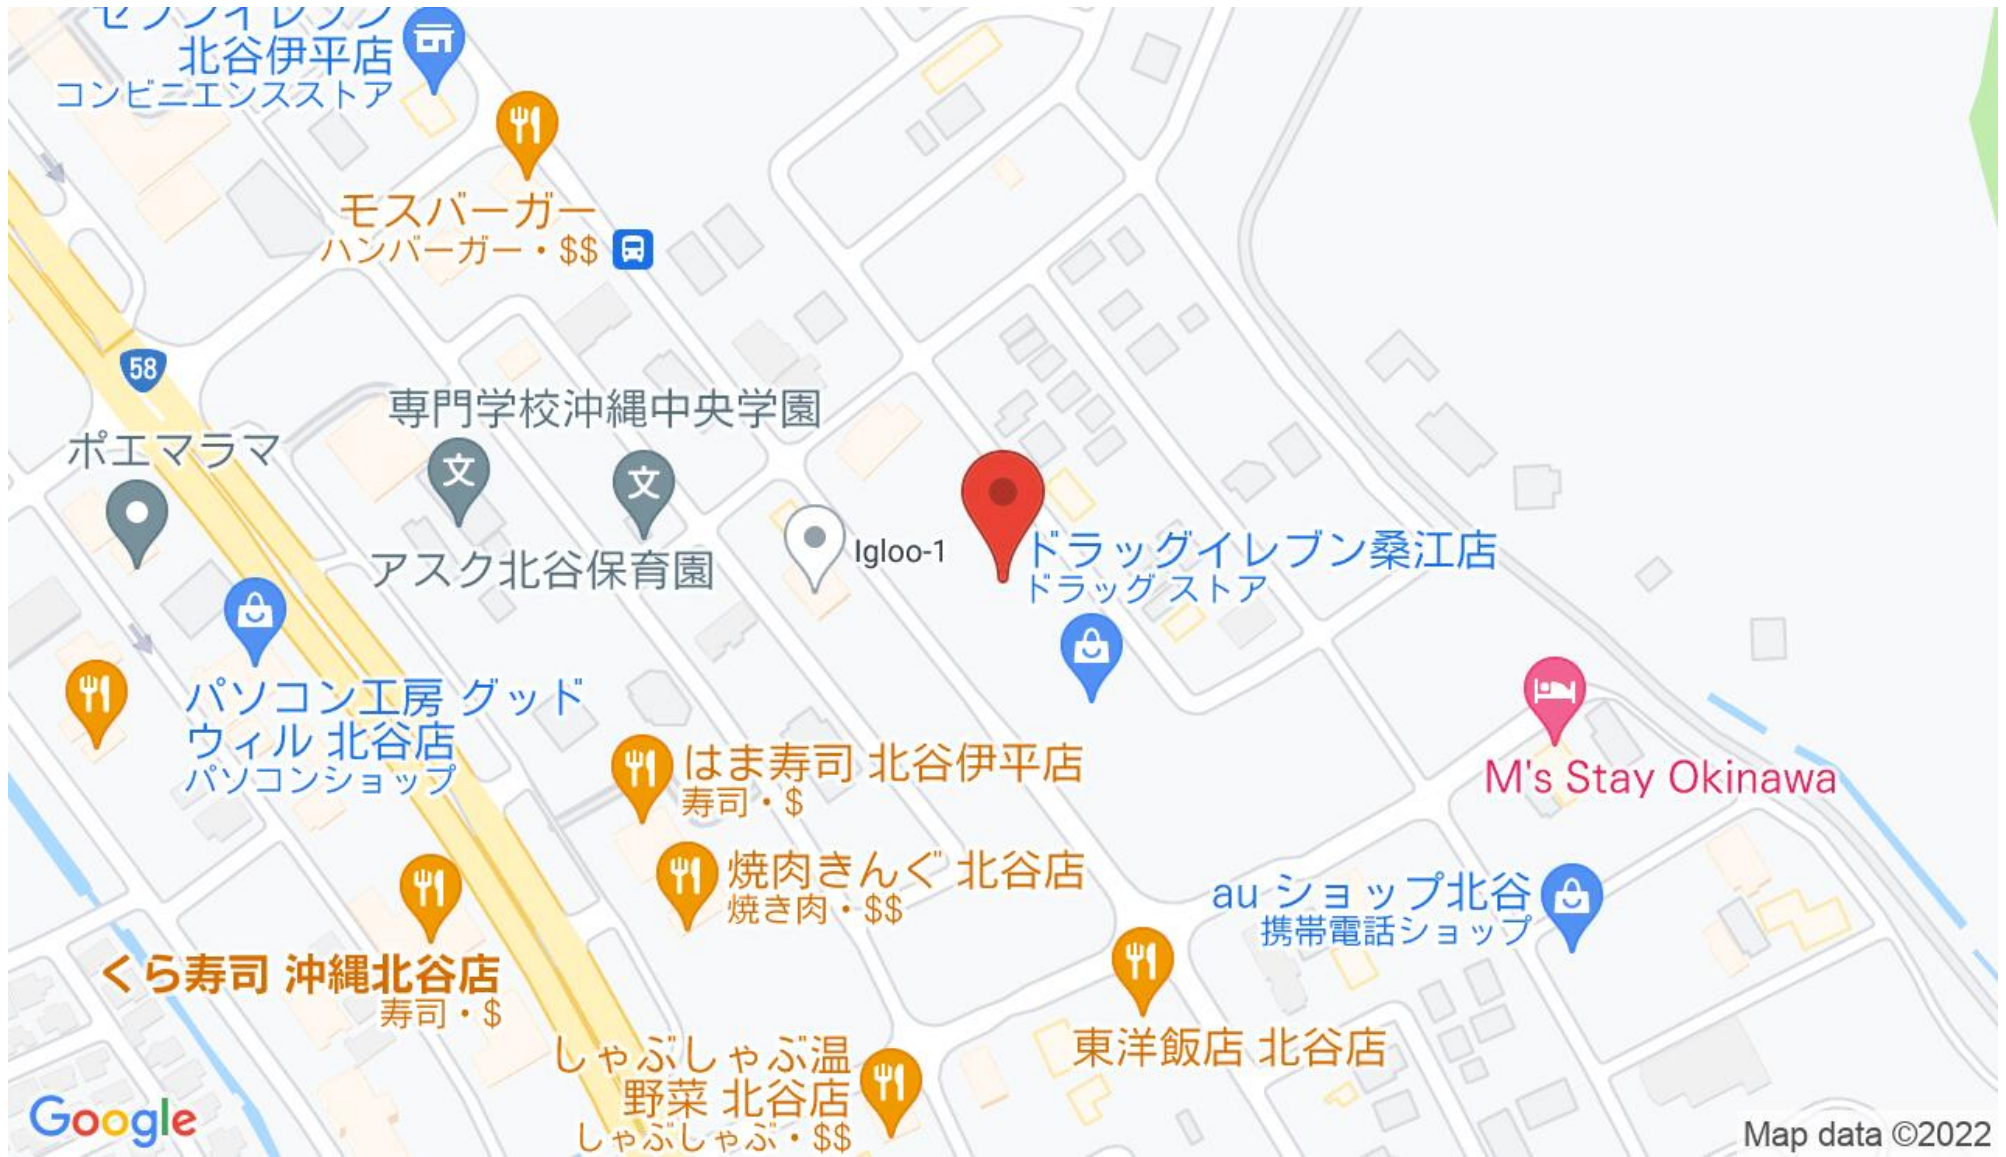 セブンイレブン
北谷伊平店
コンビニエンスストア
モスバーガー
ハンバーガー・$$
58
専門学校沖縄中央学園
文
文
ポエマラマ
アスク北谷保育園
Igloo-1
ドラッグイレブン桑江店
ドラッグ ストア
パソコン工房 グッド
ウィル 北谷店
パソコンショップ
はま寿司 北谷伊平店
寿司・$
M's Stay Okinawa
焼肉きんぐ 北谷店
焼き肉・$$
au ショップ北谷
携帯電話ショップ
くら寿司 沖縄北谷店
寿司・$
東洋飯店 北谷店
しゃぶしゃぶ温
野菜 北谷店
しゃぶしゃぶ・$$
Google
Map data ©2022